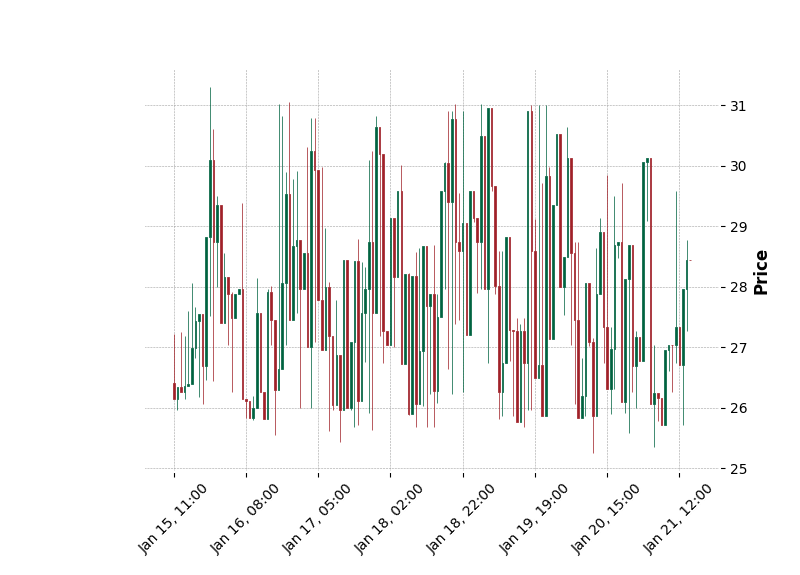 31
30
29
28
27
26
25
Price
Jan 15, 11:00
Jan 16, 08:00
Jan 17, 05:00
Jan 18, 02:00
Jan 18, 22:00
Jan 19, 19:00
Jan 20, 15:00
Jan 21, 12:00